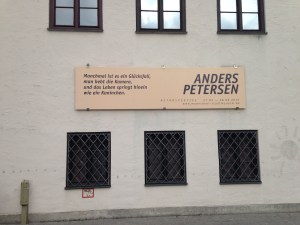 Manchmal ist es ein Glücksfall,
man hebt die Kamera,
und das Leben springt hinein
wie ein Kaninchen.
ANDERS
PETERSEN
RETROSPEKTIVE